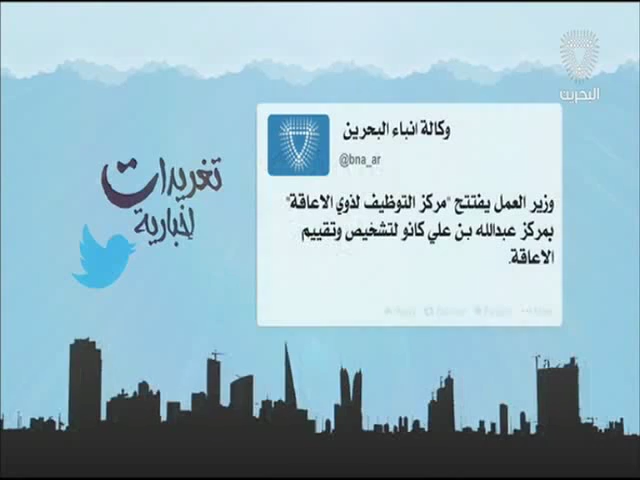 البحرين
وكالة انباء البحرين
@bna_ar
تغريدات
إخبارية
وزير العمل يفتتح "مركز التوظيف لذوي الاعاقة"
بمركز عبدالله بن علي كانو لتشخيص وتقييم
الاعاقة.